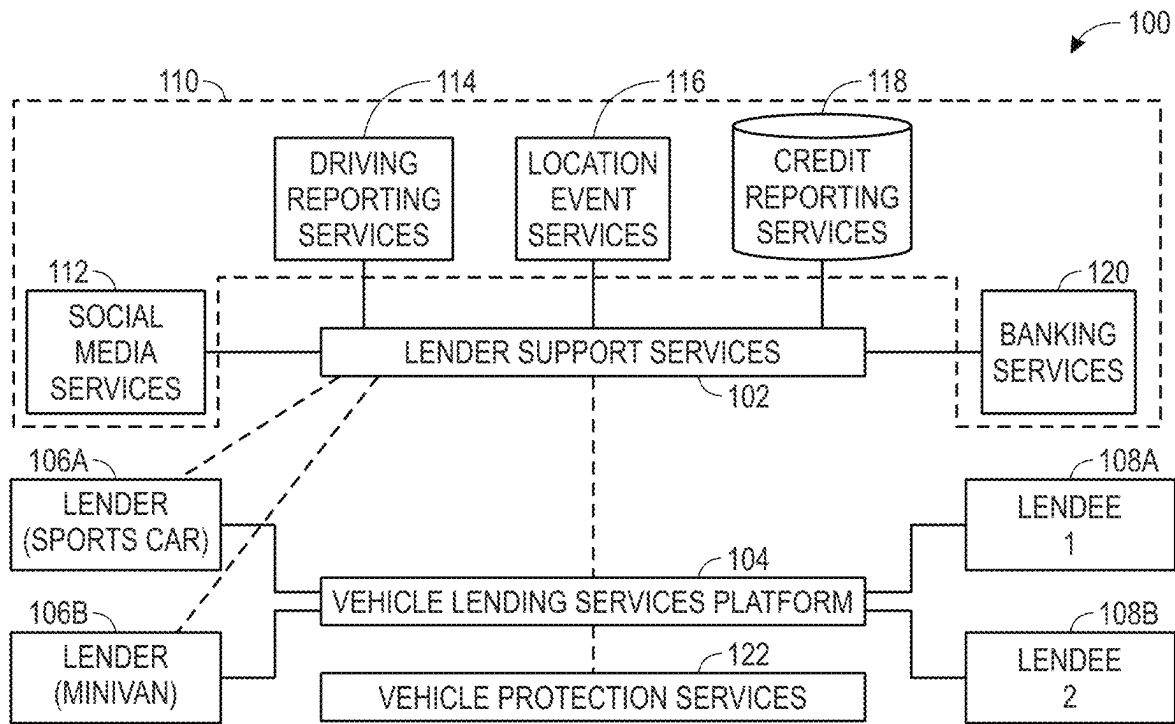 100
110
114
116
118
DRIVING
REPORTING
SERVICES
LOCATION
EVENT
SERVICES
CREDIT
REPORTING
SERVICES
112
SOCIAL
MEDIA
SERVICES
120
BANKING
SERVICES
LENDER SUPPORT SERVICES
102
106A
LENDER
(SPORTS CAR)
108A
LENDEE
1
104
VEHICLE LENDING SERVICES PLATFORM
106B
LENDER
(MINIVAN)
108B
LENDEE
2
122
VEHICLE PROTECTION SERVICES